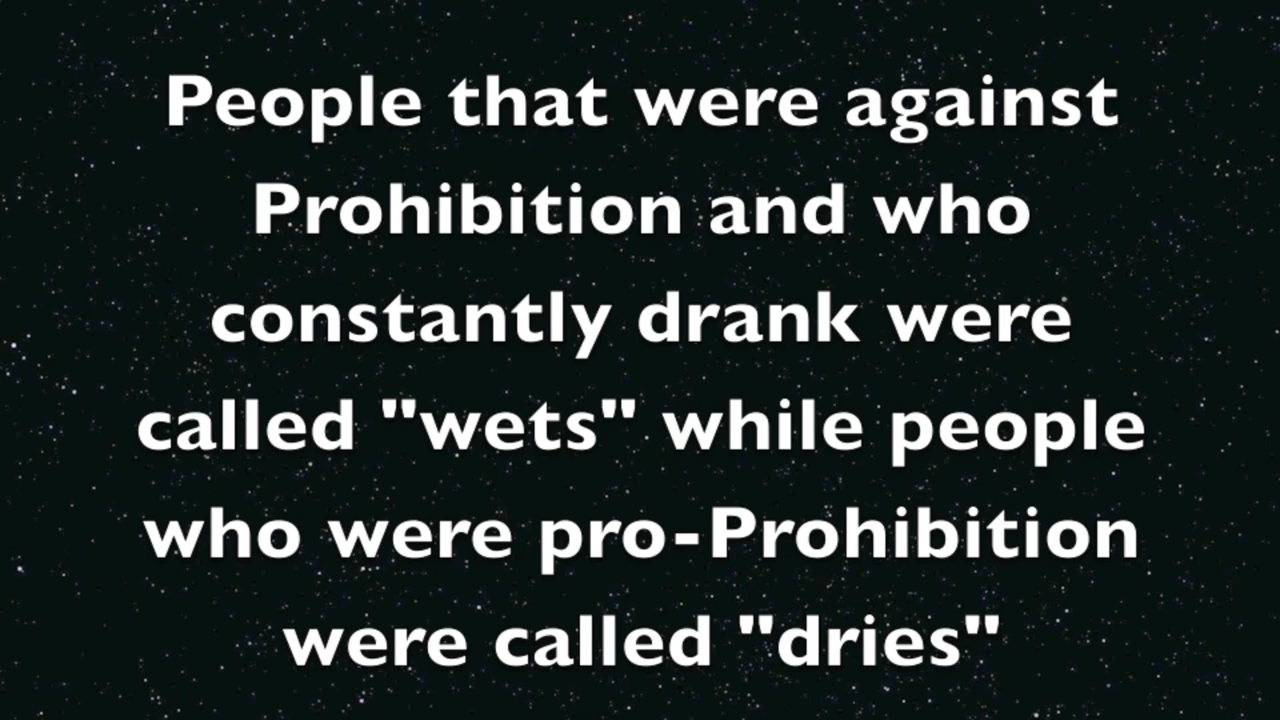 People that were against
Prohibition and who
constantly drank were
called "wets" while people
who were pro-Prohibition
were called "dries"